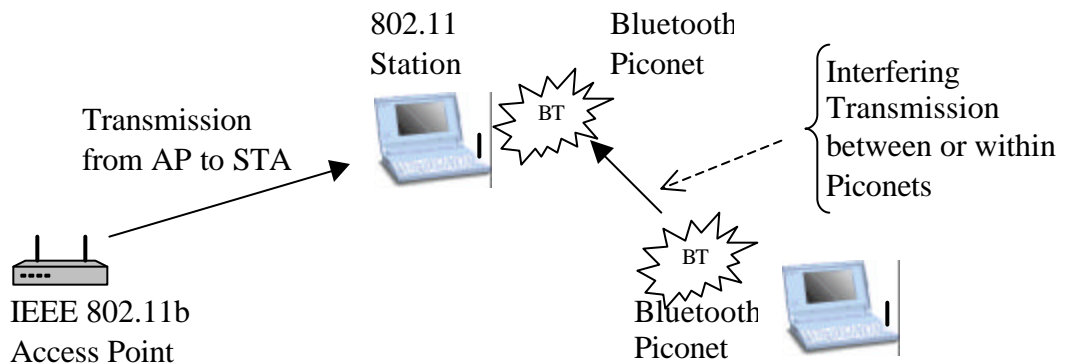 802.11
Station
Bluetooth
Piconet
BT
Interfering
Transmission
between or within
Piconets
Transmission
from AP to STA
BT
IEEE 802.11b
Access Point
Bluetooth
Piconet